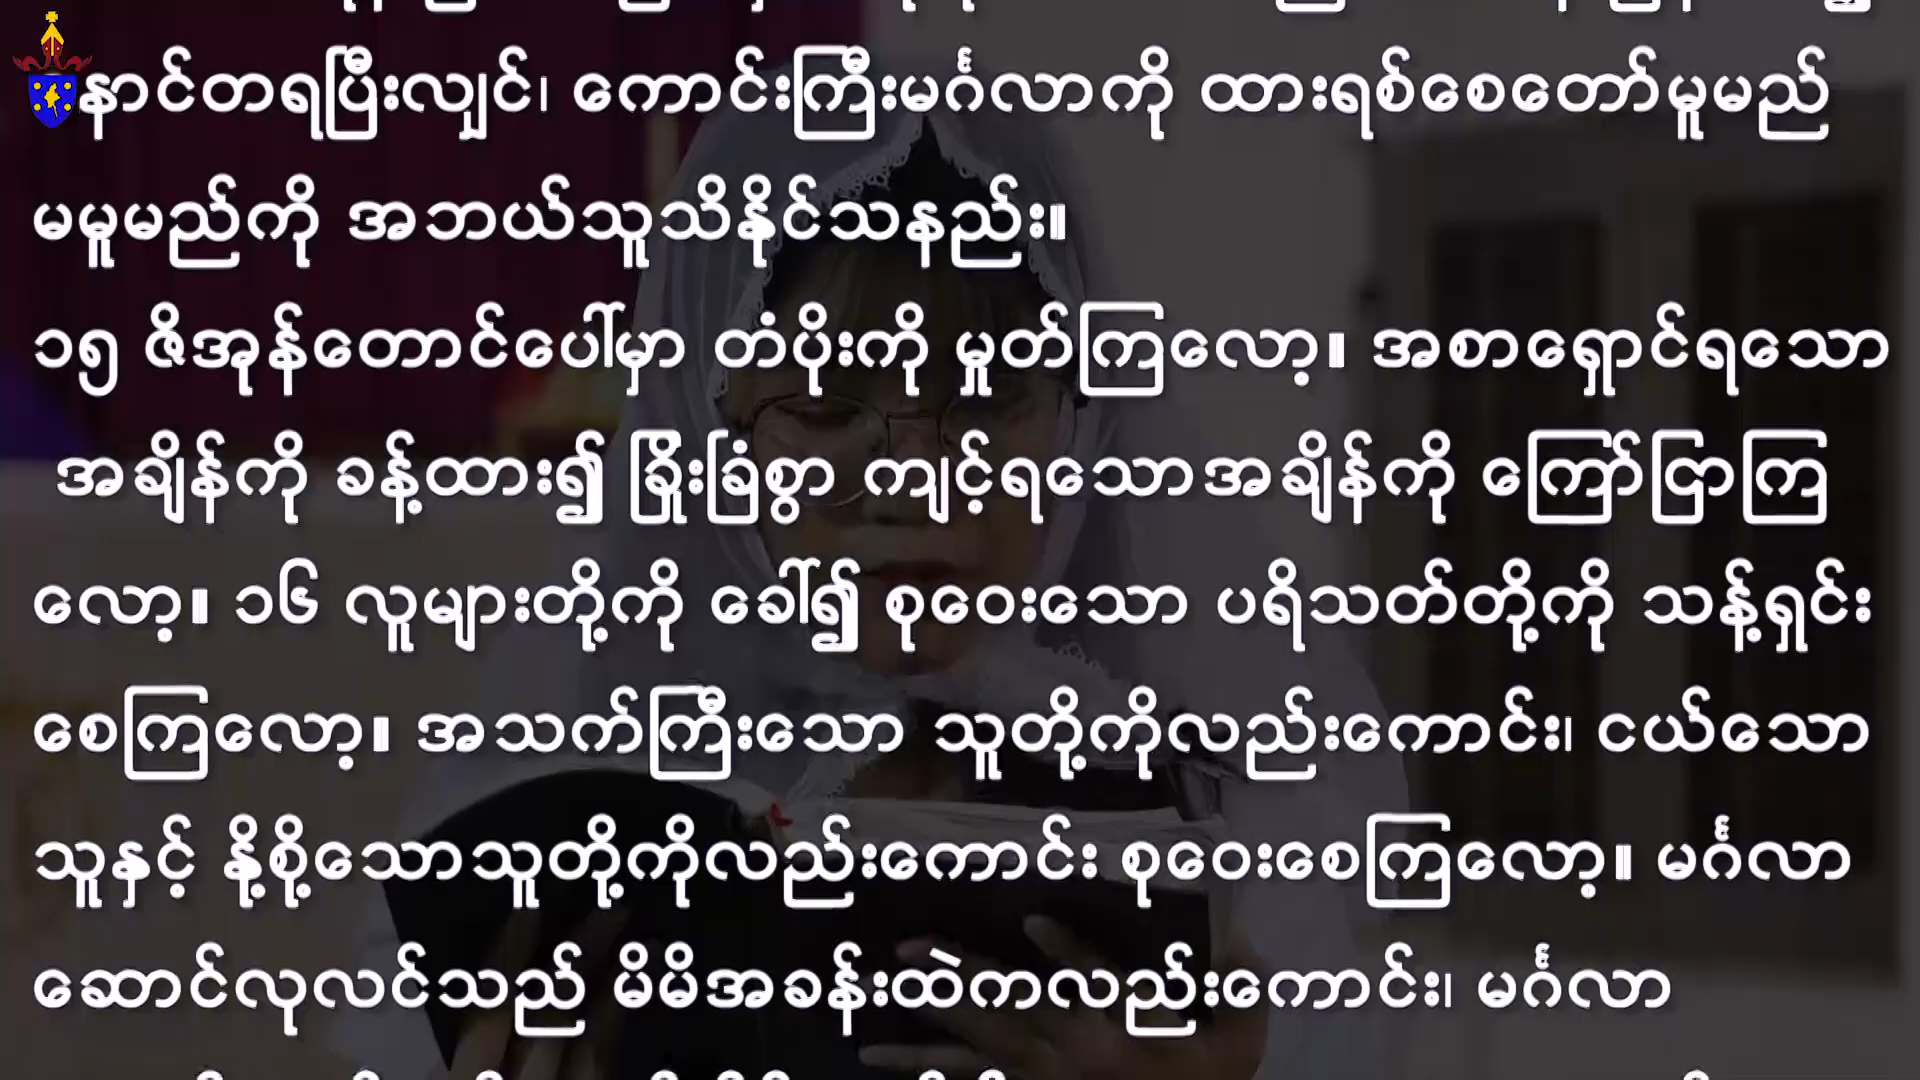 နောင်တရပြီးလျှင်၊ ကောင်းကြီးမင်္ဂလာကို ထားရစ်စေတော်မူမည်
မမူမည်ကို အဘယ်သူသိနိုင်သနည်း။
၁၅ ဇိအုန်တောင်ပေါ်မှာ တံပိုးကို မှုတ်ကြလော့။ အစာရှောင်ရသော
အချိန်ကို ခန့်ထား၍ ခြိုးခြံစွာ ကျင့်ရသောအချိန်ကို ကြော်ငြာကြ
လော့။ ၁၆ လူများတို့ကို ခေါ်၍ စုဝေးသော ပရိသတ်တို့ကို သန့်ရှင်း
စေကြလော့။ အသက်ကြီးသော သူတို့ကိုလည်းကောင်း၊ ငယ်သော
သူနှင့် နို့စို့သောသူတို့ကိုလည်းကောင်း စုဝေးစေကြလော့။ မင်္ဂလာ
ဆောင်လုလင်သည် မိမိအခန်းထဲကလည်းကောင်း၊ မင်္ဂလာ